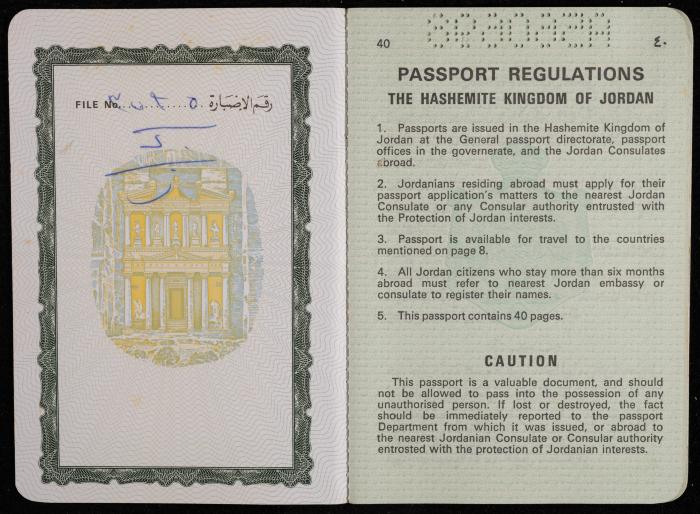 FILE No. رقم الاضبارة
40
٤٠
PASSPORT REGULATIONS
THE HASHEMITE KINGDOM OF JORDAN
1. Passports are issued in the Hashemite Kingdom of
Jordan at the General passport directorate, passport
offices in the governerate, and the Jordan Consulates
abroad.
2. Jordanians residing abroad must apply for their
passport application's matters to the nearest Jordan
Consulate or any Consular authority entrusted with
the Protection of Jordan interests.
3. Passport is available for travel to the countries
mentioned on page 8.
4. All Jordan citizens who stay more than six months
abroad must refer to nearest Jordan embassy or
consulate to register their names.
5. This passport contains 40 pages.
CAUTION
This passport is a valuable document, and should
not be allowed to pass into the possession of any
unauthorised person. If lost or destroyed, the fact
should be immediately reported to the passport
Department from which it was issued, or abroad to
the nearest Jordanian Consulate or Consular authority
entrosted with the protection of Jordanian interests.